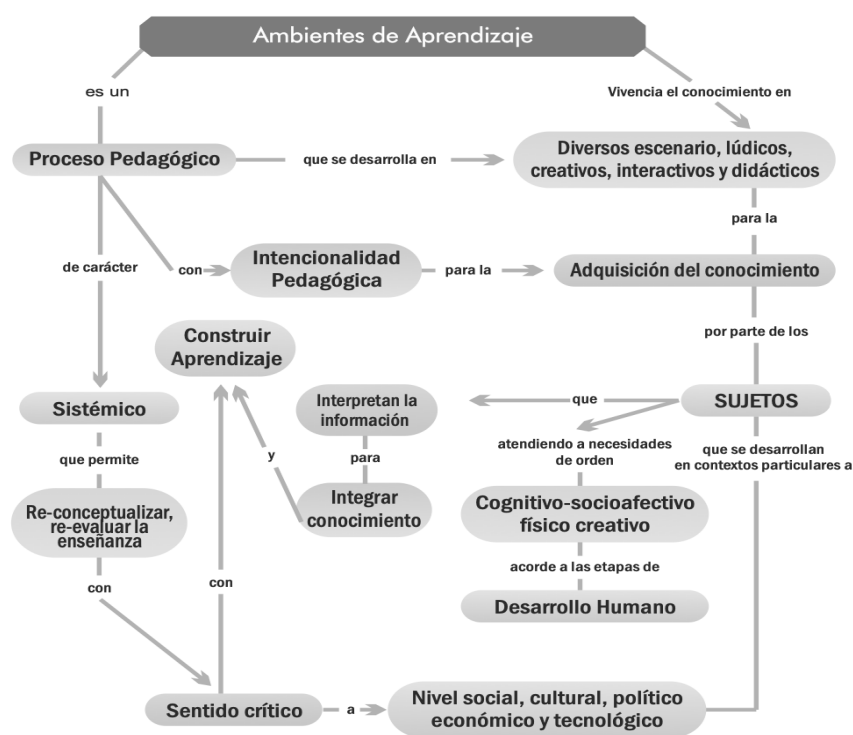 Ambientes de Aprendizaje
es un
Vivencia el conocimiento en
Proceso Pedagógico
que se desarrolla en
Diversos escenario, lúdicos,
creativos, interactivos y didácticos
para la
de carácter
con
Intencionalidad
Pedagógica
para la
Adquisición del conocimiento
por parte de los
Construir
Aprendizaje
Sistémico
Interpretan la
información
que
SUJETOS
que permite
y
para
atendiendo a necesidades
de orden
que se desarrollan
en contextos particulares a
Re-conceptualizar,
re-evaluar la
enseñanza
Integrar
conocimiento
Cognitivo-socioafectivo
físico creativo
con
con
acorde a las etapas de
Desarrollo Humano
Sentido crítico
a
Nivel social, cultural, político
económico y tecnológico